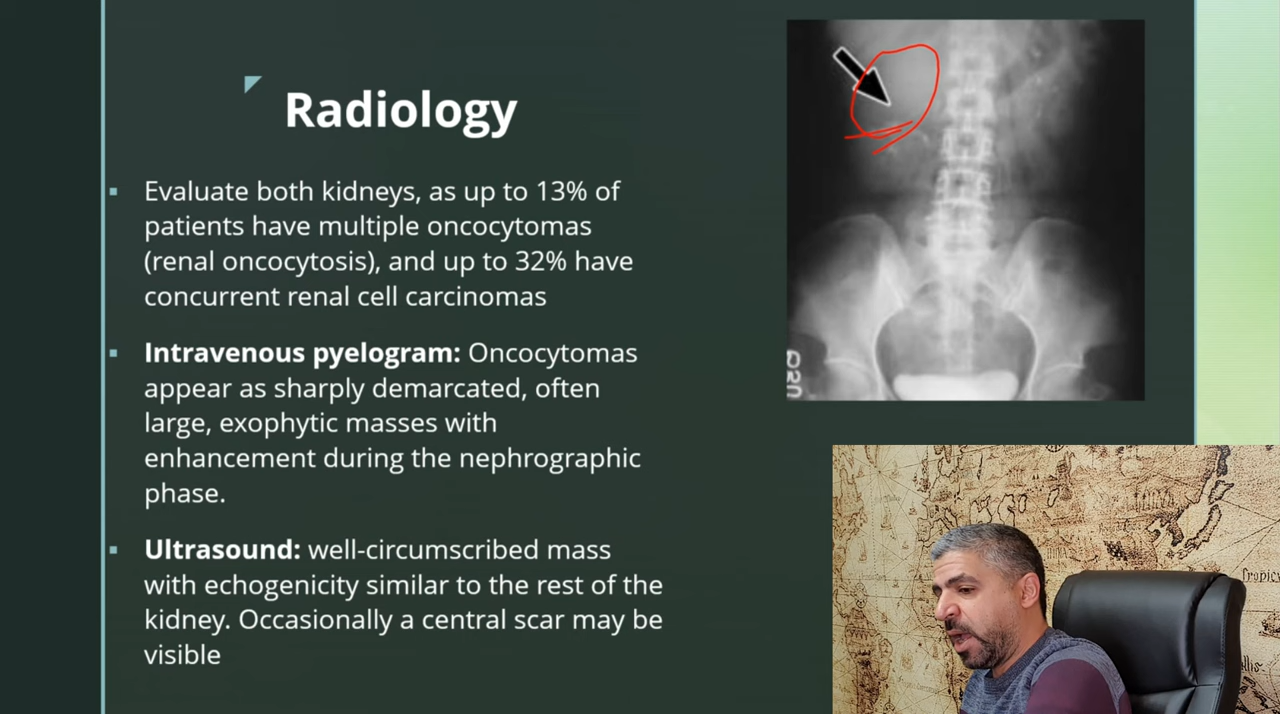 Radiology
Evaluate both kidneys, as up to 13% of
patients have multiple oncocytomas
(renal oncocytosis), and up to 32% have
concurrent renal cell carcinomas
Intravenous pyelogram: Oncocytomas
appear as sharply demarcated, often
large, exophytic masses with
enhancement during the nephrographic
phase.
Ultrasound: well-circumscribed mass
with echogenicity similar to the rest of the
kidney. Occasionally a central scar may be
visible